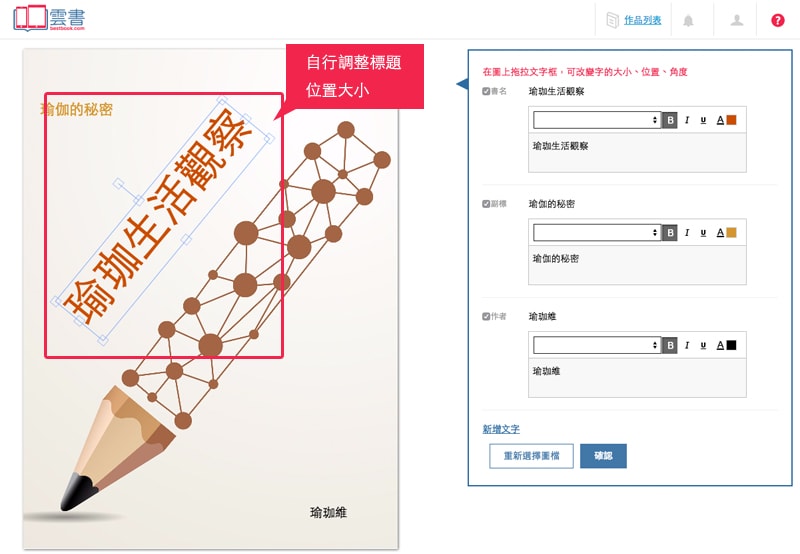 雲書
bestbook.com
作品列表
?
自行調整標題
位置大小
瑜伽的秘密
瑜珈生活觀察
瑜珈維
在圖上拖拉文字框，可改變字的大小、位置、角度
書名
瑜珈生活觀察
B I u A
瑜珈生活觀察
副標
瑜伽的秘密
B I u A
瑜伽的秘密
作者
瑜珈維
B I u A
瑜珈維
新增文字
重新選擇圖檔
確認